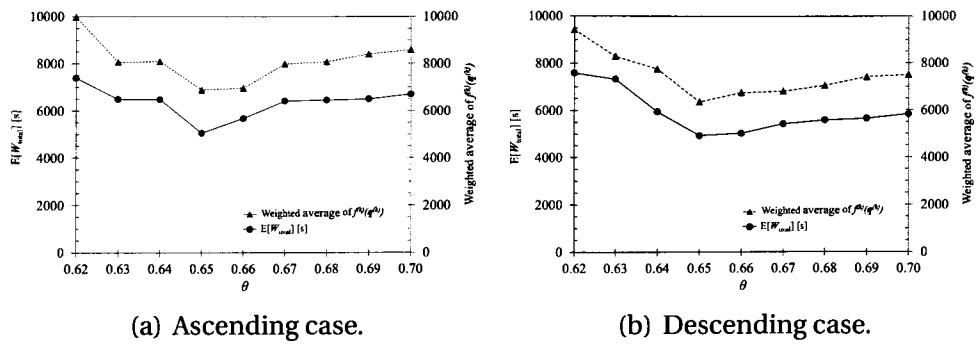 10000
8000
6000
4000
2000
0
E[W_total] [s]
10000
8000
6000
4000
2000
0
Weighted average of f^(k)(q^(k))
Weighted average of f^(k)(q^(k))
E[W_total] [s]
0.62 0.63 0.64 0.65 0.66 0.67 0.68 0.69 0.70
θ
(a) Ascending case.
10000
8000
6000
4000
2000
0
E[W_total] [s]
10000
8000
6000
4000
2000
0
Weighted average of f^(k)(q^(k))
Weighted average of f^(k)(q^(k))
E[W_total] [s]
0.62 0.63 0.64 0.65 0.66 0.67 0.68 0.69 0.70
θ
(b) Descending case.